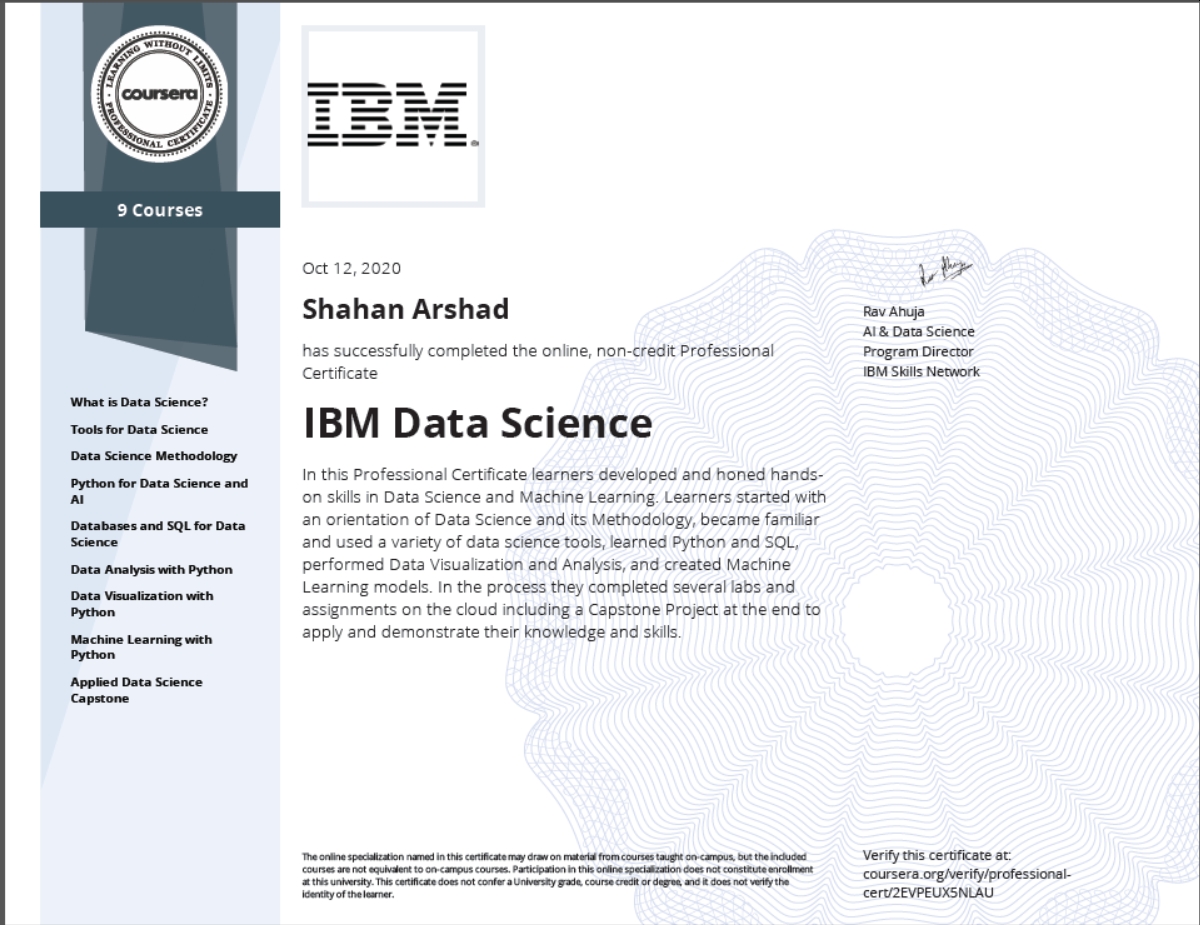 LEARNING WITHOUT LIMITS
coursera
PROFESSIONAL CERTIFICATE
9 Courses
What is Data Science?
Tools for Data Science
Data Science Methodology
Python for Data Science and
AI
Databases and SQL for Data
Science
Data Analysis with Python
Data Visualization with
Python
Machine Learning with
Python
Applied Data Science
Capstone
IBM®
Oct 12, 2020
Shahan Arshad
has successfully completed the online, non-credit Professional
Certificate
IBM Data Science
In this Professional Certificate learners developed and honed hands-
on skills in Data Science and Machine Learning. Learners started with
an orientation of Data Science and its Methodology, became familiar
and used a variety of data science tools, learned Python and SQL,
performed Data Visualization and Analysis, and created Machine
Learning models. In the process they completed several labs and
assignments on the cloud including a Capstone Project at the end to
apply and demonstrate their knowledge and skills.
Rav Ahuja
Rav Ahuja
AI & Data Science
Program Director
IBM Skills Network
The online specialization named in this certificate may draw on material from courses taught on-campus, but the included
courses are not equivalent to on-campus courses. Participation in this online specialization does not constitute enrollment
at this university. This certificate does not confer a University grade, course credit or degree, and it does not verify the
identity of the learner.
Verify this certificate at:
coursera.org/verify/professional-
cert/2EVPEUX5NLAU